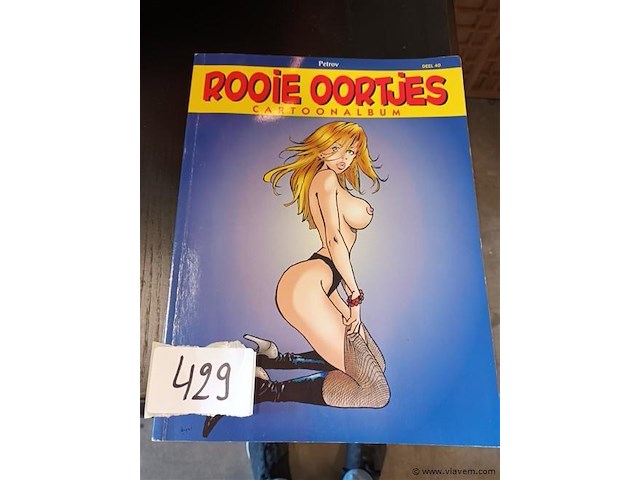 Petrov
DEEL 40
ROOIE OORTJES
CARTOONALBUM
429
© www.vlavem.com